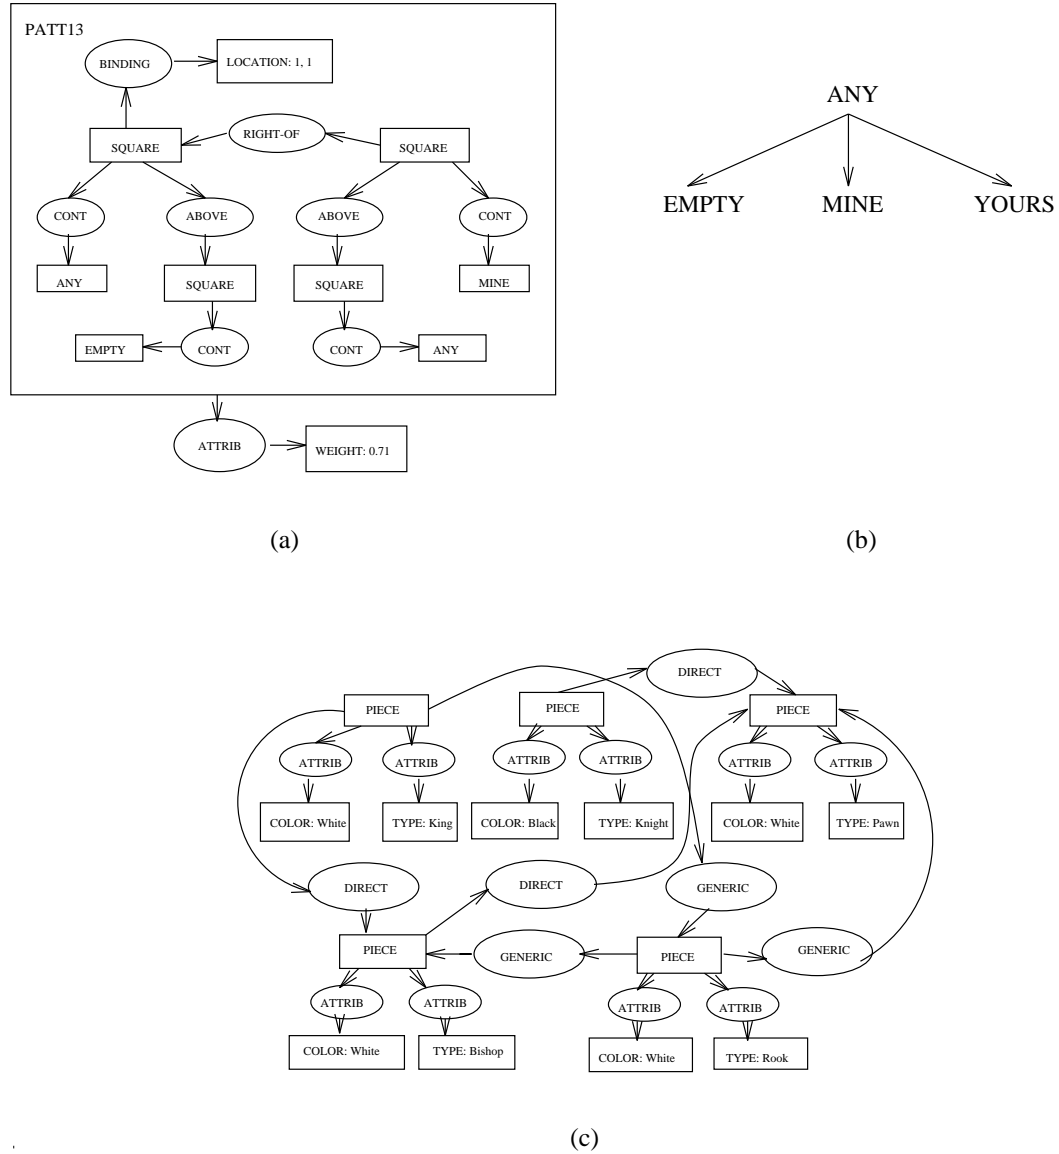 PATT13
BINDING
LOCATION: 1, 1
SQUARE
RIGHT-OF
SQUARE
CONT
ABOVE
ABOVE
CONT
ANY
SQUARE
SQUARE
MINE
EMPTY
CONT
CONT
ANY
ATTRIB
WEIGHT: 0.71
(a)
ANY
EMPTY
MINE
YOURS
(b)
DIRECT
PIECE
PIECE
PIECE
ATTRIB
ATTRIB
ATTRIB
ATTRIB
ATTRIB
ATTRIB
COLOR: White
TYPE: King
COLOR: Black
TYPE: Knight
COLOR: White
TYPE: Pawn
DIRECT
DIRECT
GENERIC
PIECE
GENERIC
PIECE
GENERIC
ATTRIB
ATTRIB
ATTRIB
ATTRIB
COLOR: White
TYPE: Bishop
COLOR: White
TYPE: Rook
(c)